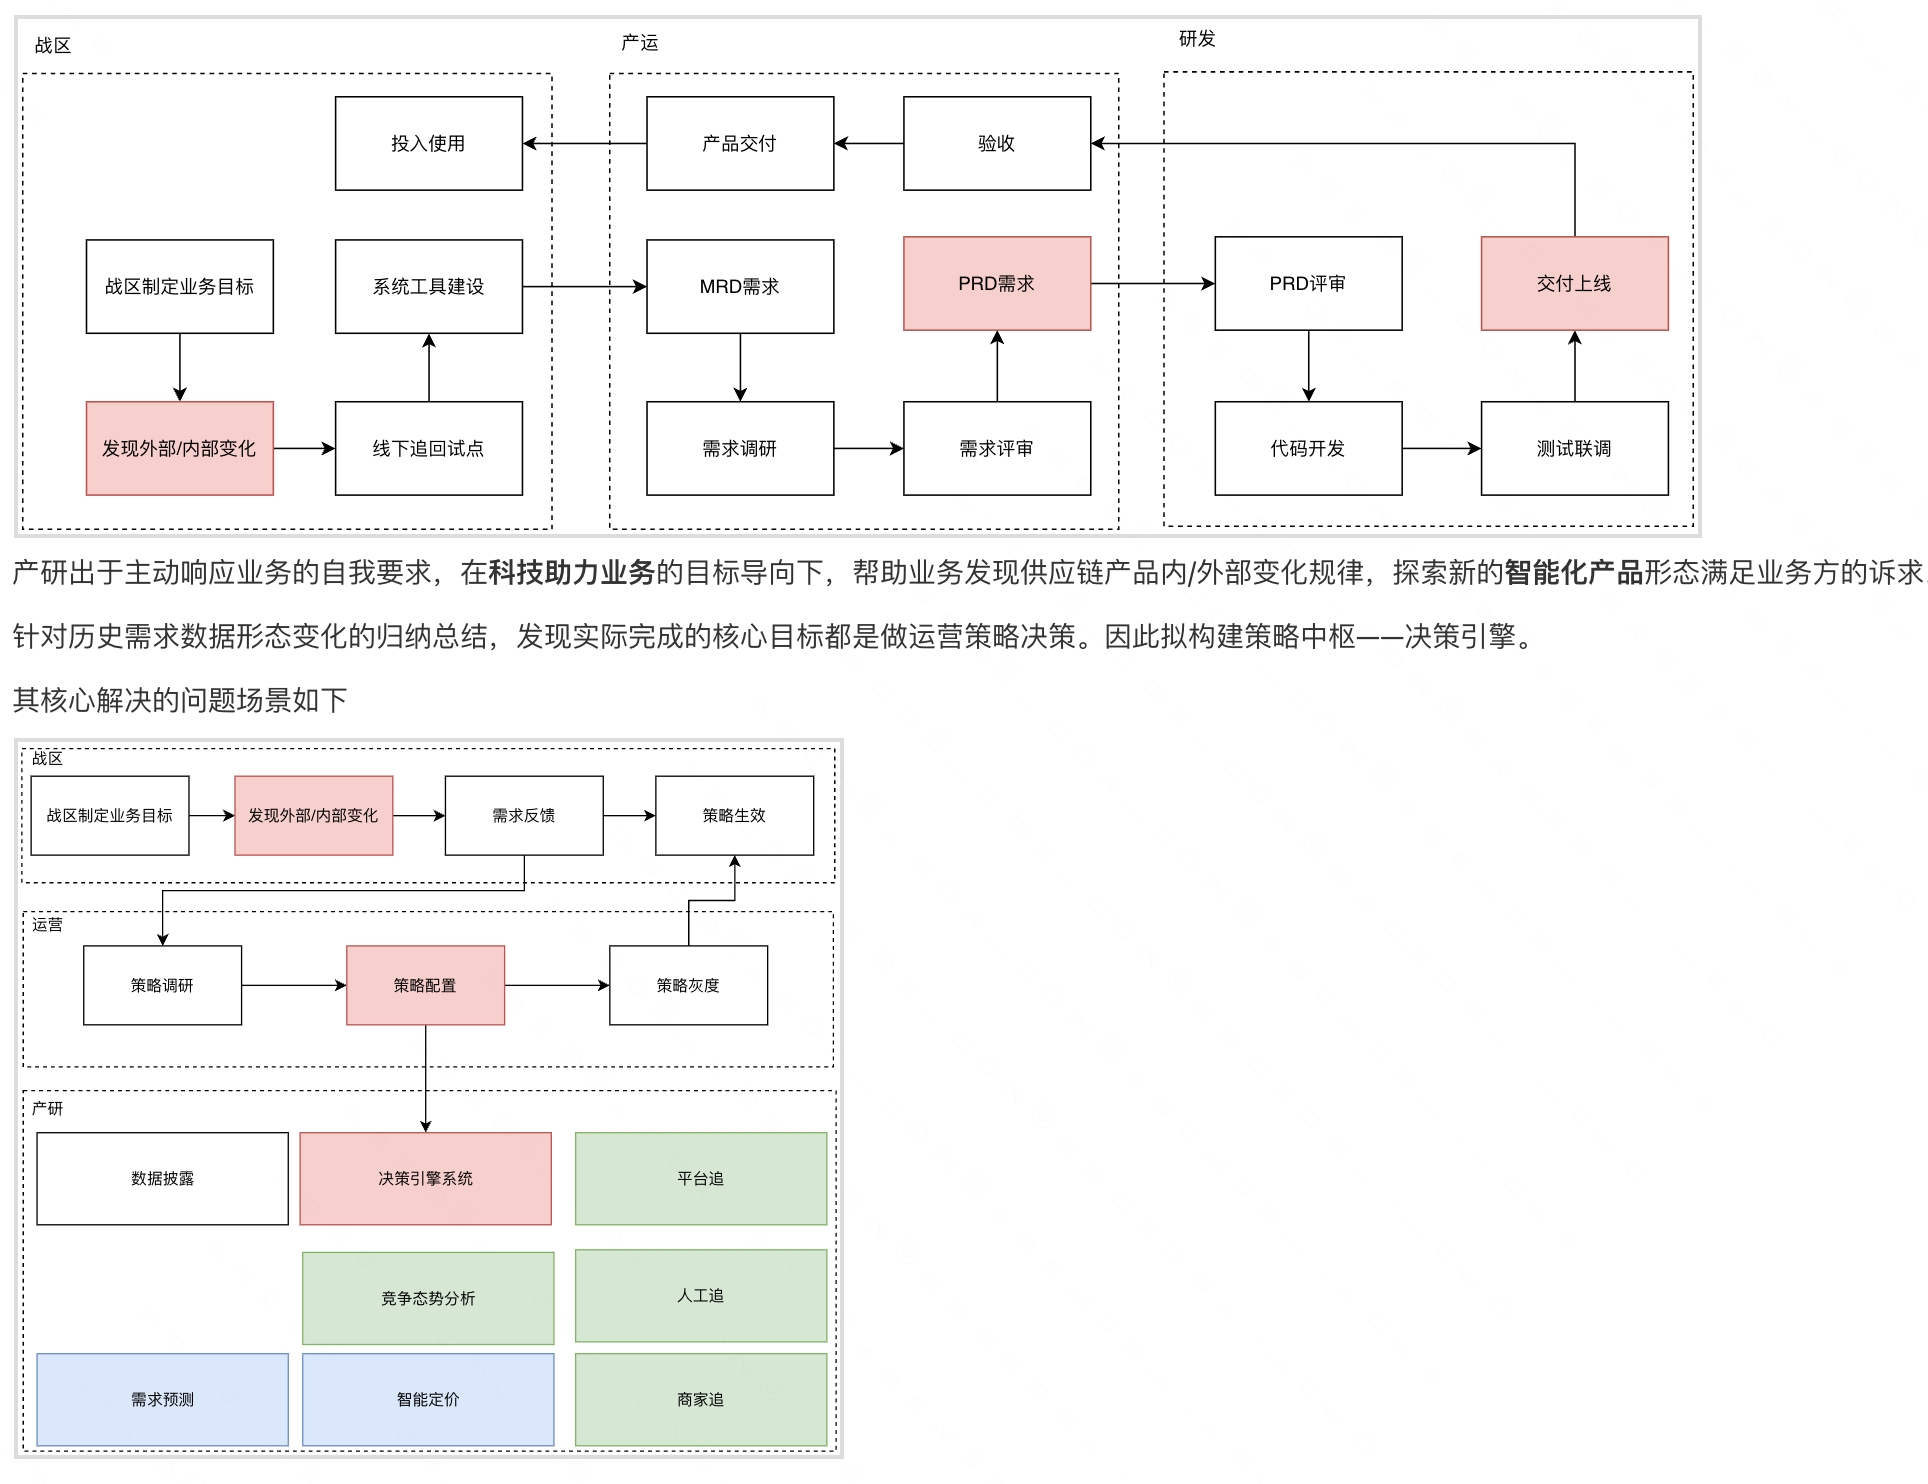 战区
产运
研发
投入使用
产品交付
验收
战区制定业务目标
系统工具建设
MRD需求
PRD需求
PRD评审
交付上线
发现外部/内部变化
线下追回试点
需求调研
需求评审
代码开发
测试联调
产研出于主动响应业务的自我要求，在科技助力业务的目标导向下，帮助业务发现供应链产品内/外部变化规律，探索新的智能化产品形态满足业务方的诉求
针对历史需求数据形态变化的归纳总结，发现实际完成的核心目标都是做运营策略决策。因此拟构建策略中枢——决策引擎。
其核心解决的问题场景如下
战区
战区制定业务目标
发现外部/内部变化
需求反馈
策略生效
运营
策略调研
策略配置
策略灰度
产研
数据披露
决策引擎系统
平台追
竞争态势分析
人工追
需求预测
智能定价
商家追